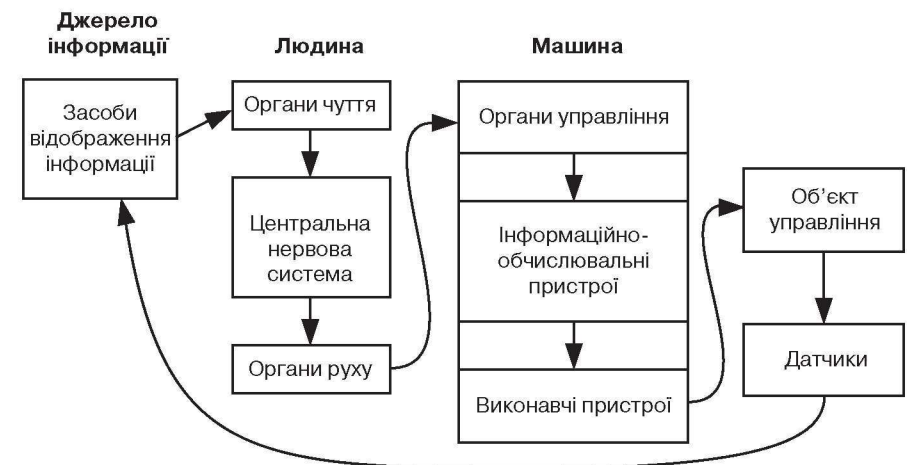 Джерело
інформації
Людина
Машина
Засоби
відображення
інформації
Органи чуття
Центральна
нервова
система
Органи руху
Органи управління
Інформаційно-
обчислювальні
пристрої
Виконавчі пристрої
Об’єкт
управління
Датчики